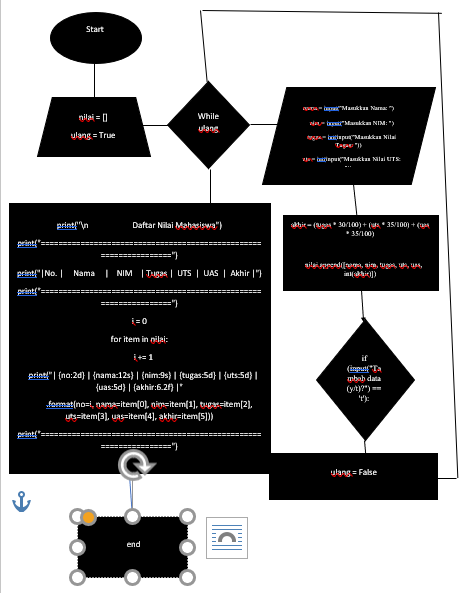 Start
nilai = []
ulang = True
While
ulang
nama = input("Masukkan Nama: ")
nim = input("Masukkan NIM: ")
tugas = int(input("Masukkan Nilai
Tugas: "))
uts = int(input("Masukkan Nilai UTS:
akhir = (tugas * 30/100) + (uts * 35/100) + (uas
* 35/100)
nilai.append([nama, nim, tugas, uts, uas,
int(akhir)])
if
(input("Ta
mbah data
(y/t)?") ==
't'):
ulang = False
print("\n Daftar Nilai Mahasiswa")
print("==================================================
================")
print("|No. | Nama | NIM |Tugas | UTS | UAS | Akhir |")
print("==================================================
================")
i = 0
for item in nilai:
i += 1
print("| {no:2d} | {nama:12s} | {nim:9s} | {tugas:5d} | {uts:5d} |
{uas:5d} | {akhir:6.2f} |"
.format(no=i, nama=item[0], nim=item[1], tugas=item[2],
uts=item[3], uas=item[4], akhir=item[5]))
print("==================================================
================")
end